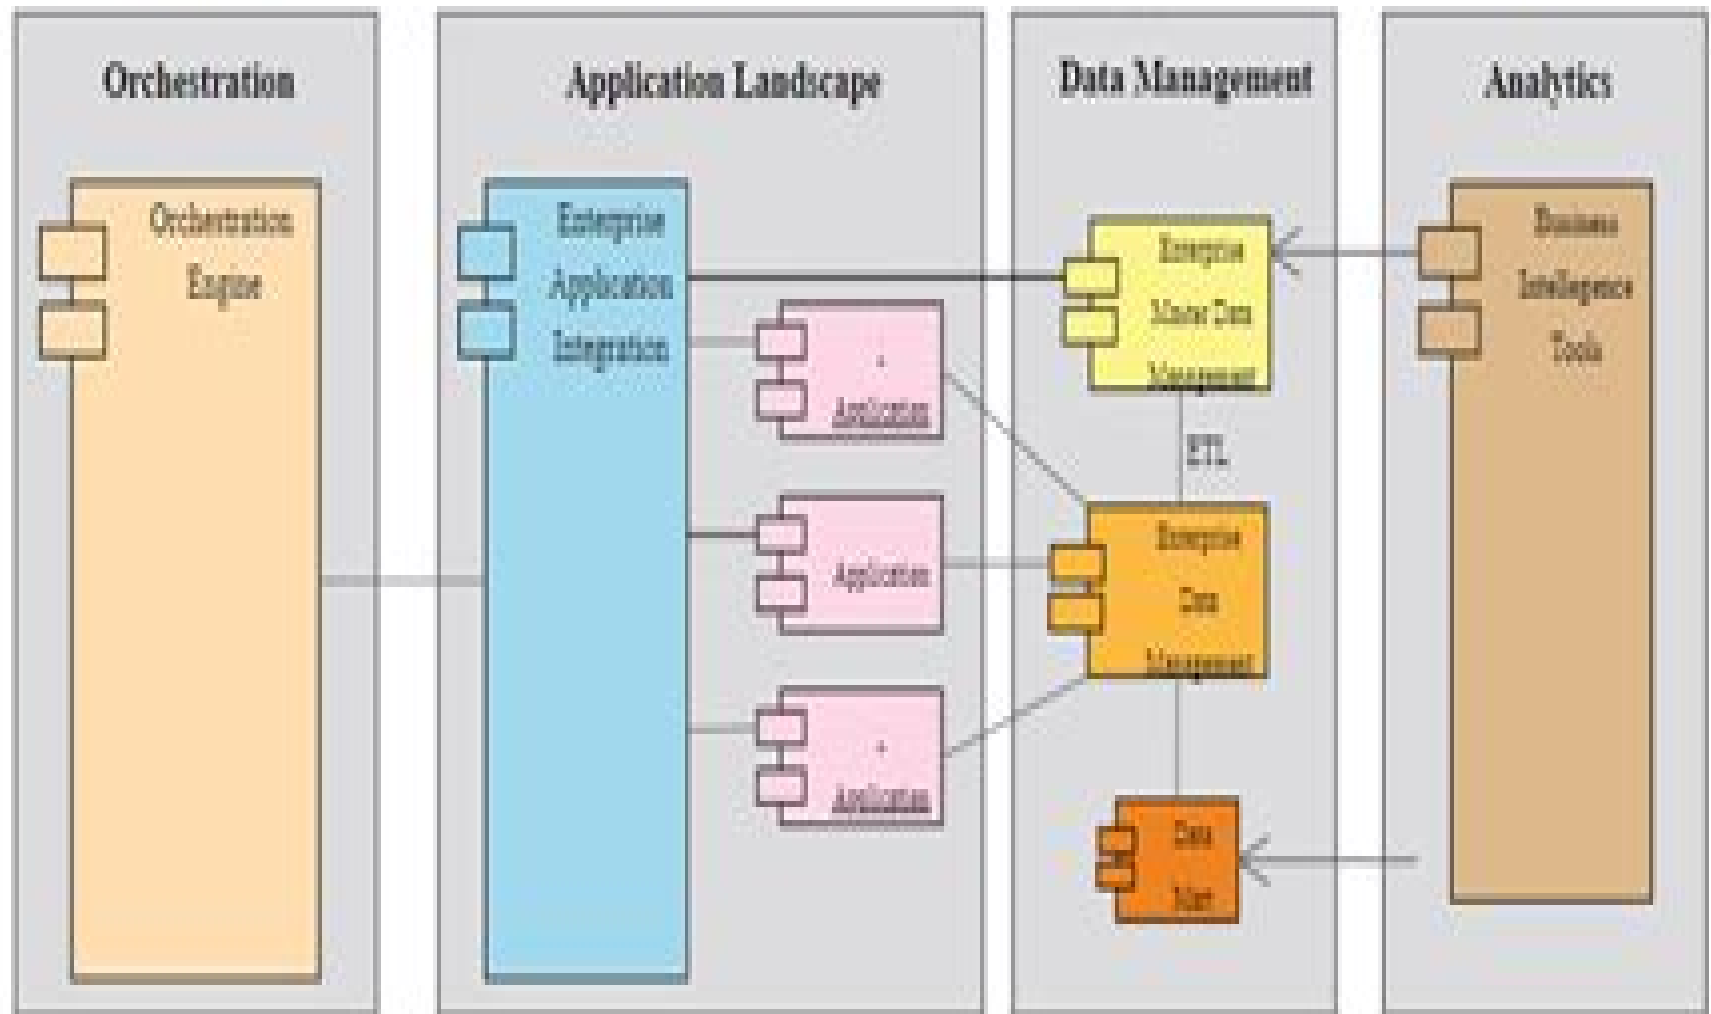 Orchestration
Orchestration
Engine
Application Landscape
Enterprise
Application
Integration
Application
Application
Application
Data Management
Enterprise
Master Data
Management
ETL
Enterprise
Data
Management
Data
Mart
Analytics
Business
Tools